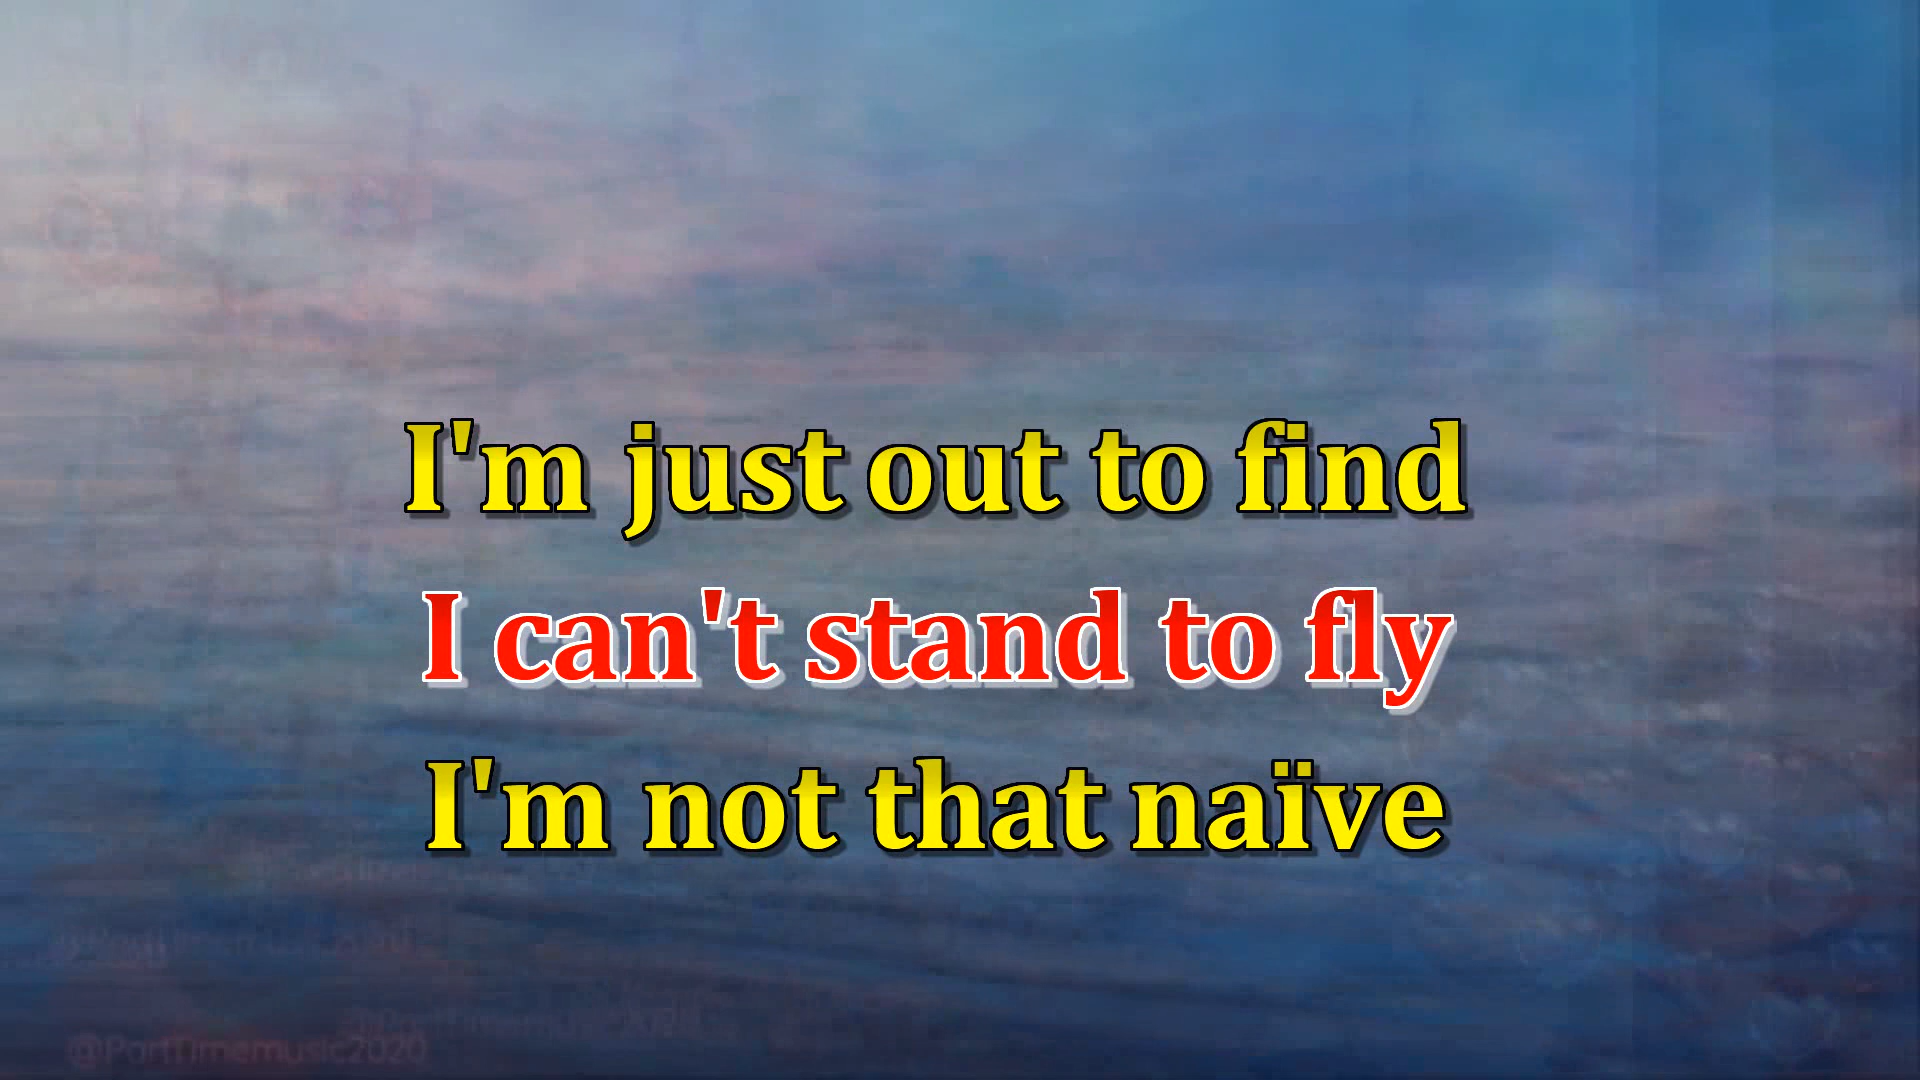 I'm just out to find
I can't stand to fly
I'm not that naïve
@PartTimemusic2020